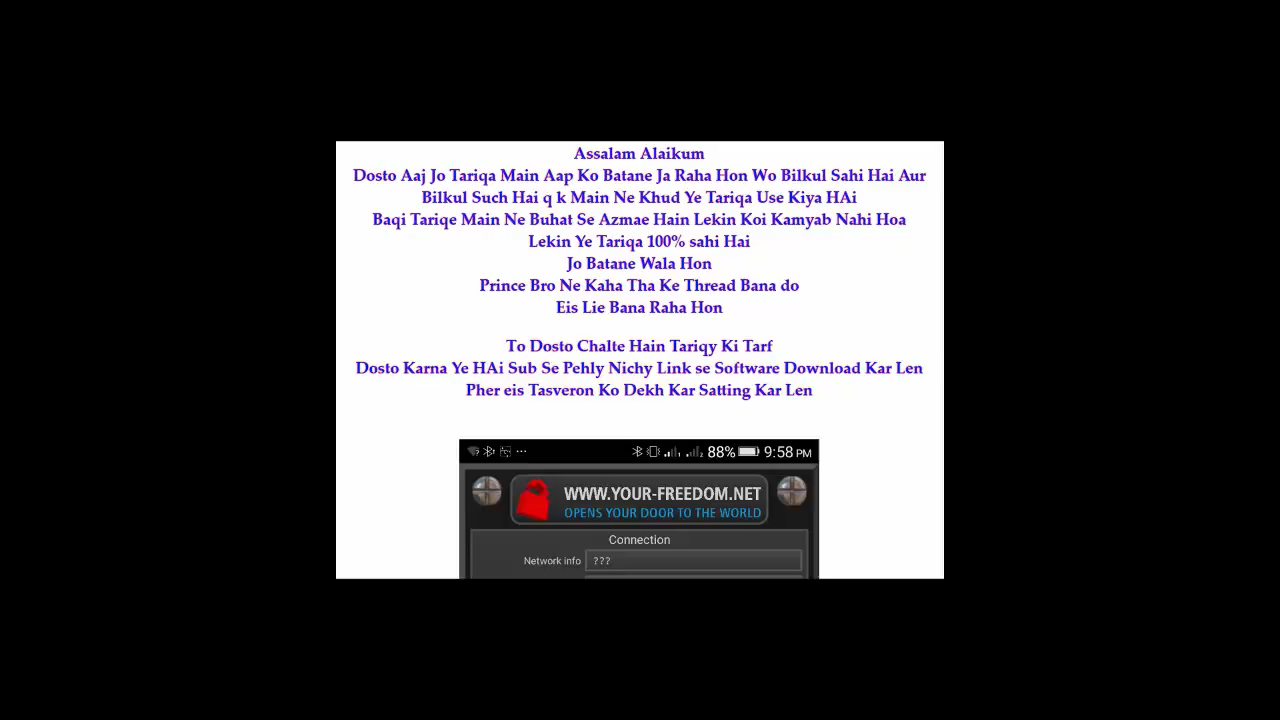 Assalam Alaikum
Dosto Aaj Jo Tariqa Main Aap Ko Batane Ja Raha Hon Wo Bilkul Sahi Hai Aur
Bilkul Such Hai q k Main Ne Khud Ye Tariqa Use Kiya HAi
Baqi Tariqe Main Ne Buhat Se Azmae Hain Lekin Koi Kamyab Nahi Hoa
Lekin Ye Tariqa 100% sahi Hai
Jo Batane Wala Hon
Prince Bro Ne Kaha Tha Ke Thread Bana do
Eis Lie Bana Raha Hon
To Dosto Chalte Hain Tariqy Ki Tarf
Dosto Karna Ye HAi Sub Se Pehly Nichy Link se Software Download Kar Len
Pher eis Tasveron Ko Dekh Kar Satting Kar Len
88% 9:58 PM
WWW.YOUR-FREEDOM.NET
OPENS YOUR DOOR TO THE WORLD
Connection
Network info ???